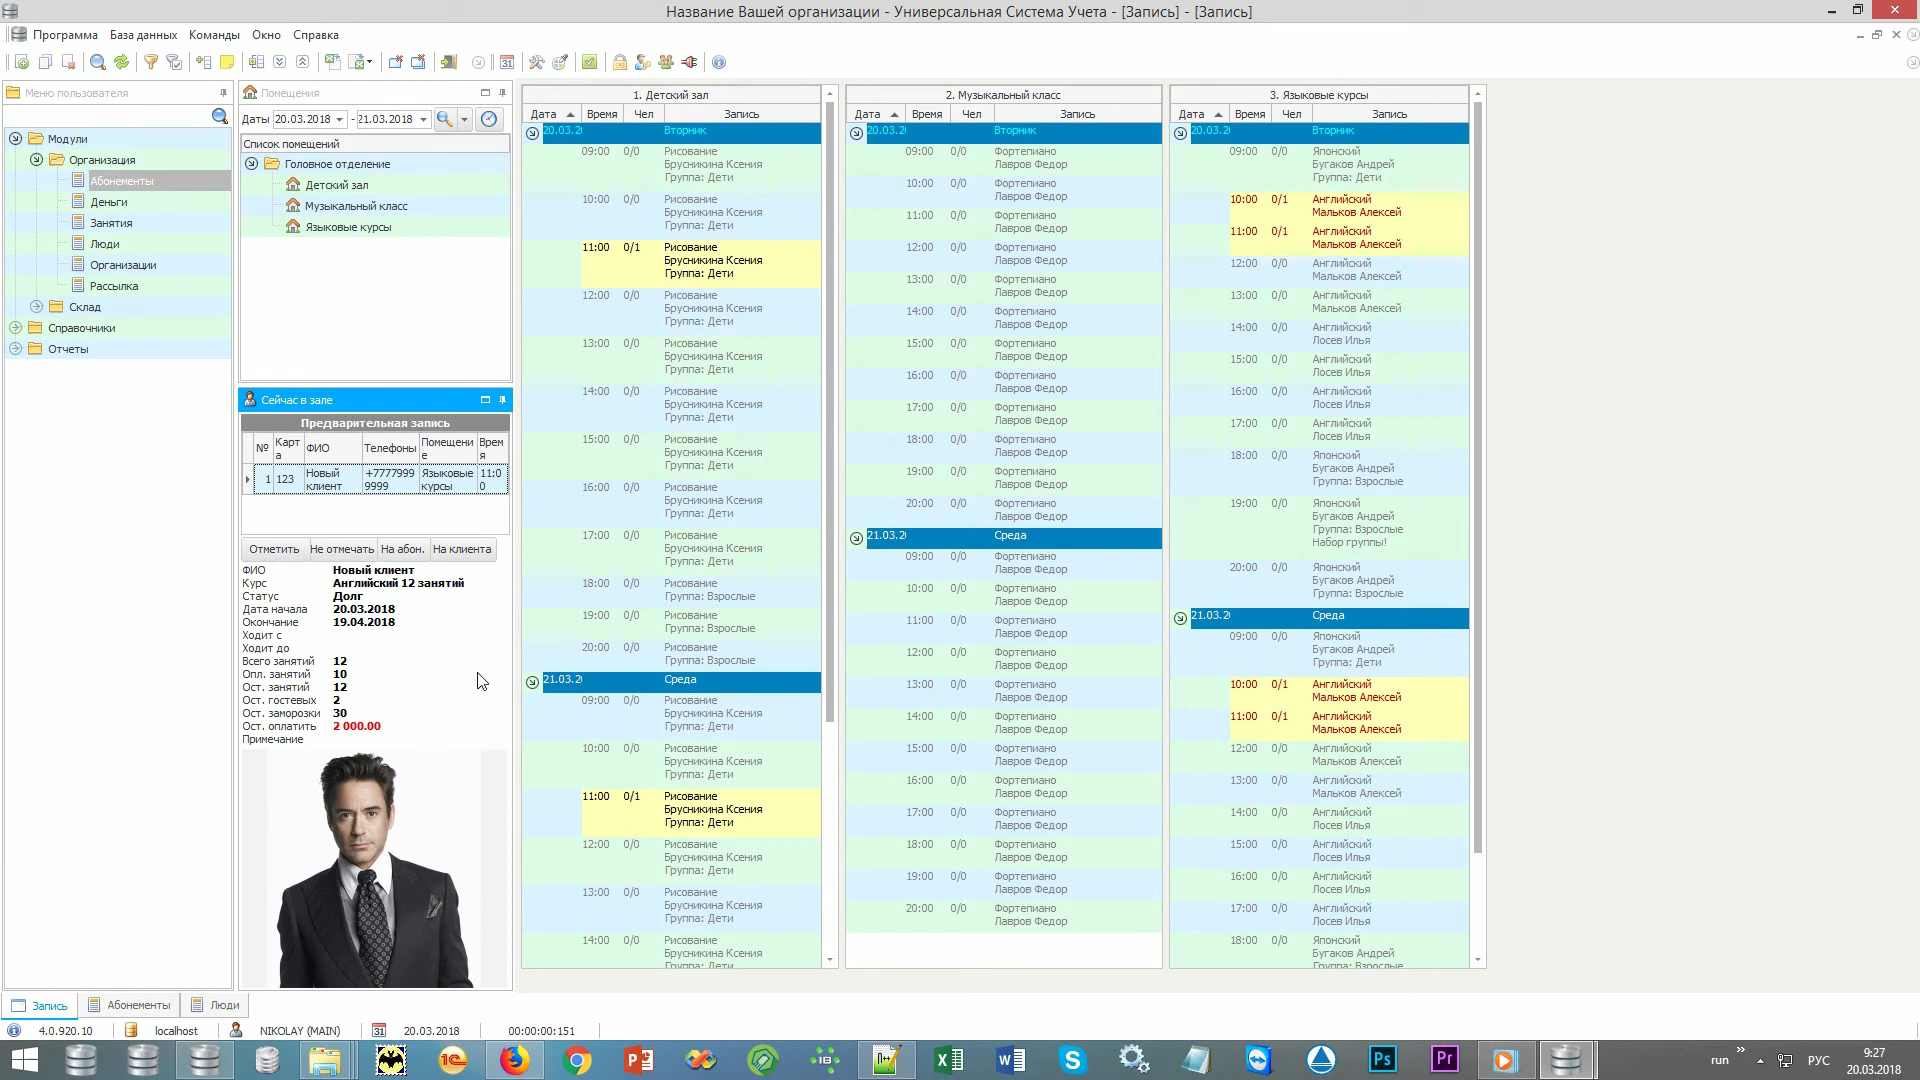 Название Вашей организации - Универсальная Система Учета - [Запись] - [Запись]
Программа База данных Команды Окно Справка
Меню пользователя
Модули
Организация
Абонементы
Деньги
Занятия
Люди
Организации
Рассылка
Склад
Справочники
Отчеты
Помещения
Даты 20.03.2018 - 21.03.2018
Список помещений
Головное отделение
Детский зал
Музыкальный класс
Языковые курсы
Сейчас в зале
Предварительная запись
№ Карта ФИО Телефоны Помещение Время
1 123 Новый клиент +77779999999 Языковые курсы 11:00
Отметить Не отмечать На абон. На клиента
ФИО Новый клиент
Курс Английский 12 занятий
Статус Долг
Дата начала 20.03.2018
Окончание 19.04.2018
Ходит с
Ходит до
Всего занятий 12
Опл. занятий 10
Ост. занятий 12
Ост. гостевых 2
Ост. заморозки 30
Ост. оплатить 2 000.00
Примечание
1. Детский зал
Дата Время Чел Запись
20.03.2 Вторник
09:00 0/0 Рисование
Брусникина Ксения
Группа: Дети
10:00 0/0 Рисование
Брусникина Ксения
Группа: Дети
11:00 0/1 Рисование
Брусникина Ксения
Группа: Дети
12:00 0/0 Рисование
Брусникина Ксения
Группа: Дети
13:00 0/0 Рисование
Брусникина Ксения
Группа: Дети
14:00 0/0 Рисование
Брусникина Ксения
Группа: Дети
15:00 0/0 Рисование
Брусникина Ксения
Группа: Дети
16:00 0/0 Рисование
Брусникина Ксения
Группа: Дети
17:00 0/0 Рисование
Брусникина Ксения
Группа: Дети
18:00 0/0 Рисование
Группа: Взрослые
19:00 0/0 Рисование
Группа: Взрослые
20:00 0/0 Рисование
Группа: Взрослые
21.03.2 Среда
09:00 0/0 Рисование
Брусникина Ксения
Группа: Дети
10:00 0/0 Рисование
Брусникина Ксения
Группа: Дети
11:00 0/1 Рисование
Брусникина Ксения
Группа: Дети
12:00 0/0 Рисование
Брусникина Ксения
Группа: Дети
13:00 0/0 Рисование
Брусникина Ксения
Группа: Дети
14:00 0/0 Рисование
Брусникина Ксения
Группа: Дети
2. Музыкальный класс
Дата Время Чел Запись
20.03.2 Вторник
09:00 0/0 Фортепиано
Лавров Федор
10:00 0/0 Фортепиано
Лавров Федор
11:00 0/0 Фортепиано
Лавров Федор
12:00 0/0 Фортепиано
Лавров Федор
13:00 0/0 Фортепиано
Лавров Федор
14:00 0/0 Фортепиано
Лавров Федор
15:00 0/0 Фортепиано
Лавров Федор
16:00 0/0 Фортепиано
Лавров Федор
17:00 0/0 Фортепиано
Лавров Федор
18:00 0/0 Фортепиано
Лавров Федор
19:00 0/0 Фортепиано
Лавров Федор
20:00 0/0 Фортепиано
Лавров Федор
21.03.2 Среда
09:00 0/0 Фортепиано
Лавров Федор
10:00 0/0 Фортепиано
Лавров Федор
11:00 0/0 Фортепиано
Лавров Федор
12:00 0/0 Фортепиано
Лавров Федор
13:00 0/0 Фортепиано
Лавров Федор
14:00 0/0 Фортепиано
Лавров Федор
15:00 0/0 Фортепиано
Лавров Федор
16:00 0/0 Фортепиано
Лавров Федор
17:00 0/0 Фортепиано
Лавров Федор
18:00 0/0 Фортепиано
Лавров Федор
19:00 0/0 Фортепиано
Лавров Федор
20:00 0/0 Фортепиано
Лавров Федор
3. Языковые курсы
Дата Время Чел Запись
20.03.2 Вторник
09:00 0/0 Японский
Бугаков Андрей
Группа: Дети
10:00 0/1 Английский
Мальков Алексей
11:00 0/1 Английский
Мальков Алексей
12:00 0/0 Английский
Мальков Алексей
13:00 0/0 Английский
Мальков Алексей
14:00 0/0 Английский
Лосев Илья
15:00 0/0 Английский
Лосев Илья
16:00 0/0 Английский
Лосев Илья
17:00 0/0 Английский
Лосев Илья
18:00 0/0 Японский
Бугаков Андрей
Группа: Взрослые
19:00 0/0 Японский
Бугаков Андрей
Группа: Взрослые
Набор группы!
20:00 0/0 Японский
Бугаков Андрей
Группа: Взрослые
21.03.2 Среда
09:00 0/0 Японский
Бугаков Андрей
Группа: Дети
10:00 0/1 Английский
Мальков Алексей
11:00 0/1 Английский
Мальков Алексей
12:00 0/0 Английский
Мальков Алексей
13:00 0/0 Английский
Мальков Алексей
14:00 0/0 Английский
Лосев Илья
15:00 0/0 Английский
Лосев Илья
16:00 0/0 Английский
Лосев Илья
17:00 0/0 Английский
Лосев Илья
18:00 0/0 Японский
Бугаков Андрей
Группа: Взрослые
Запись Абонементы Люди
4.0.920.10 localhost NIKOLAY (MAIN) 20.03.2018 00:00:00:151
run РУС 9:27
20.03.2018